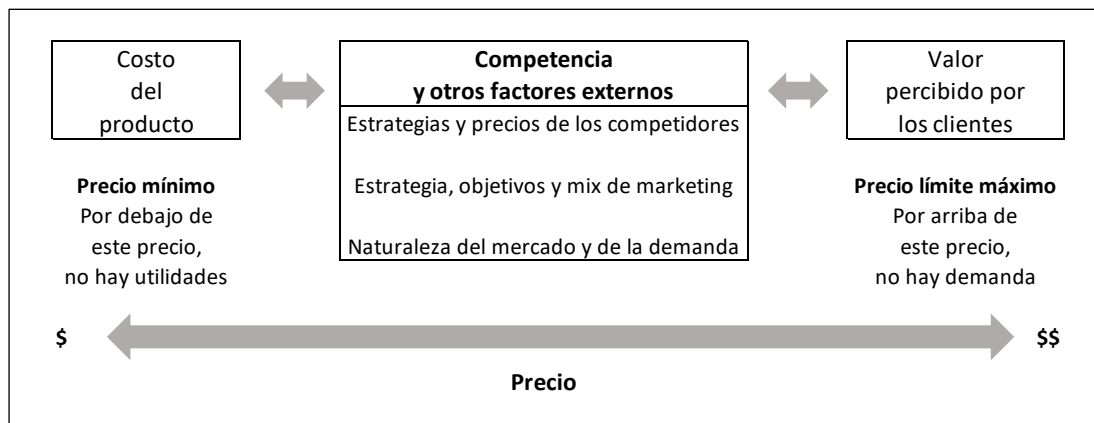 Costo
del
producto
Competencia
y otros factores externos
Estrategias y precios de los competidores
Estrategia, objetivos y mix de marketing
Naturaleza del mercado y de la demanda
Valor
percibido por
los clientes
Precio mínimo
Por debajo de
este precio,
no hay utilidades
Precio límite máximo
Por arriba de
este precio,
no hay demanda
$
$$
Precio